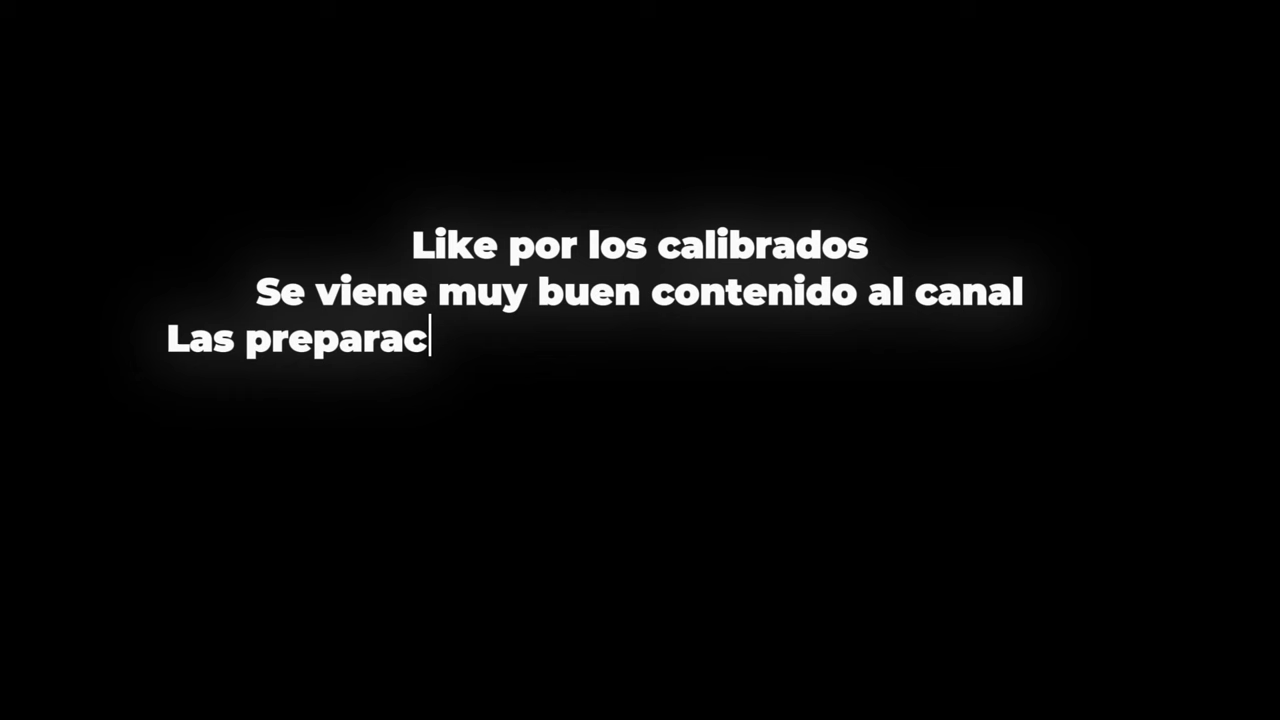 Like por los calibrados
Se viene muy buen contenido al canal
Las preparac